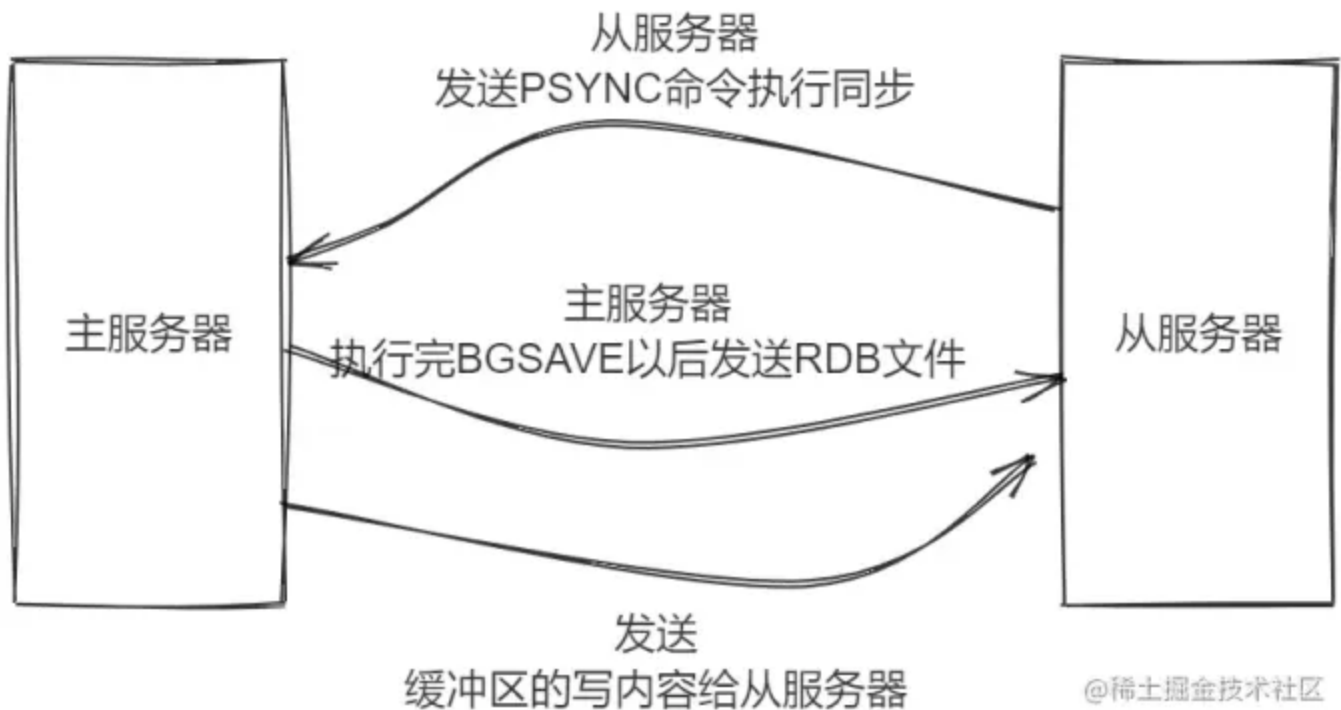 从服务器
发送PSYNC命令执行同步
主服务器
执行完BGSAVE以后发送RDB文件
主服务器
从服务器
发送
缓冲区的写内容给从服务器
@稀土掘金技术社区